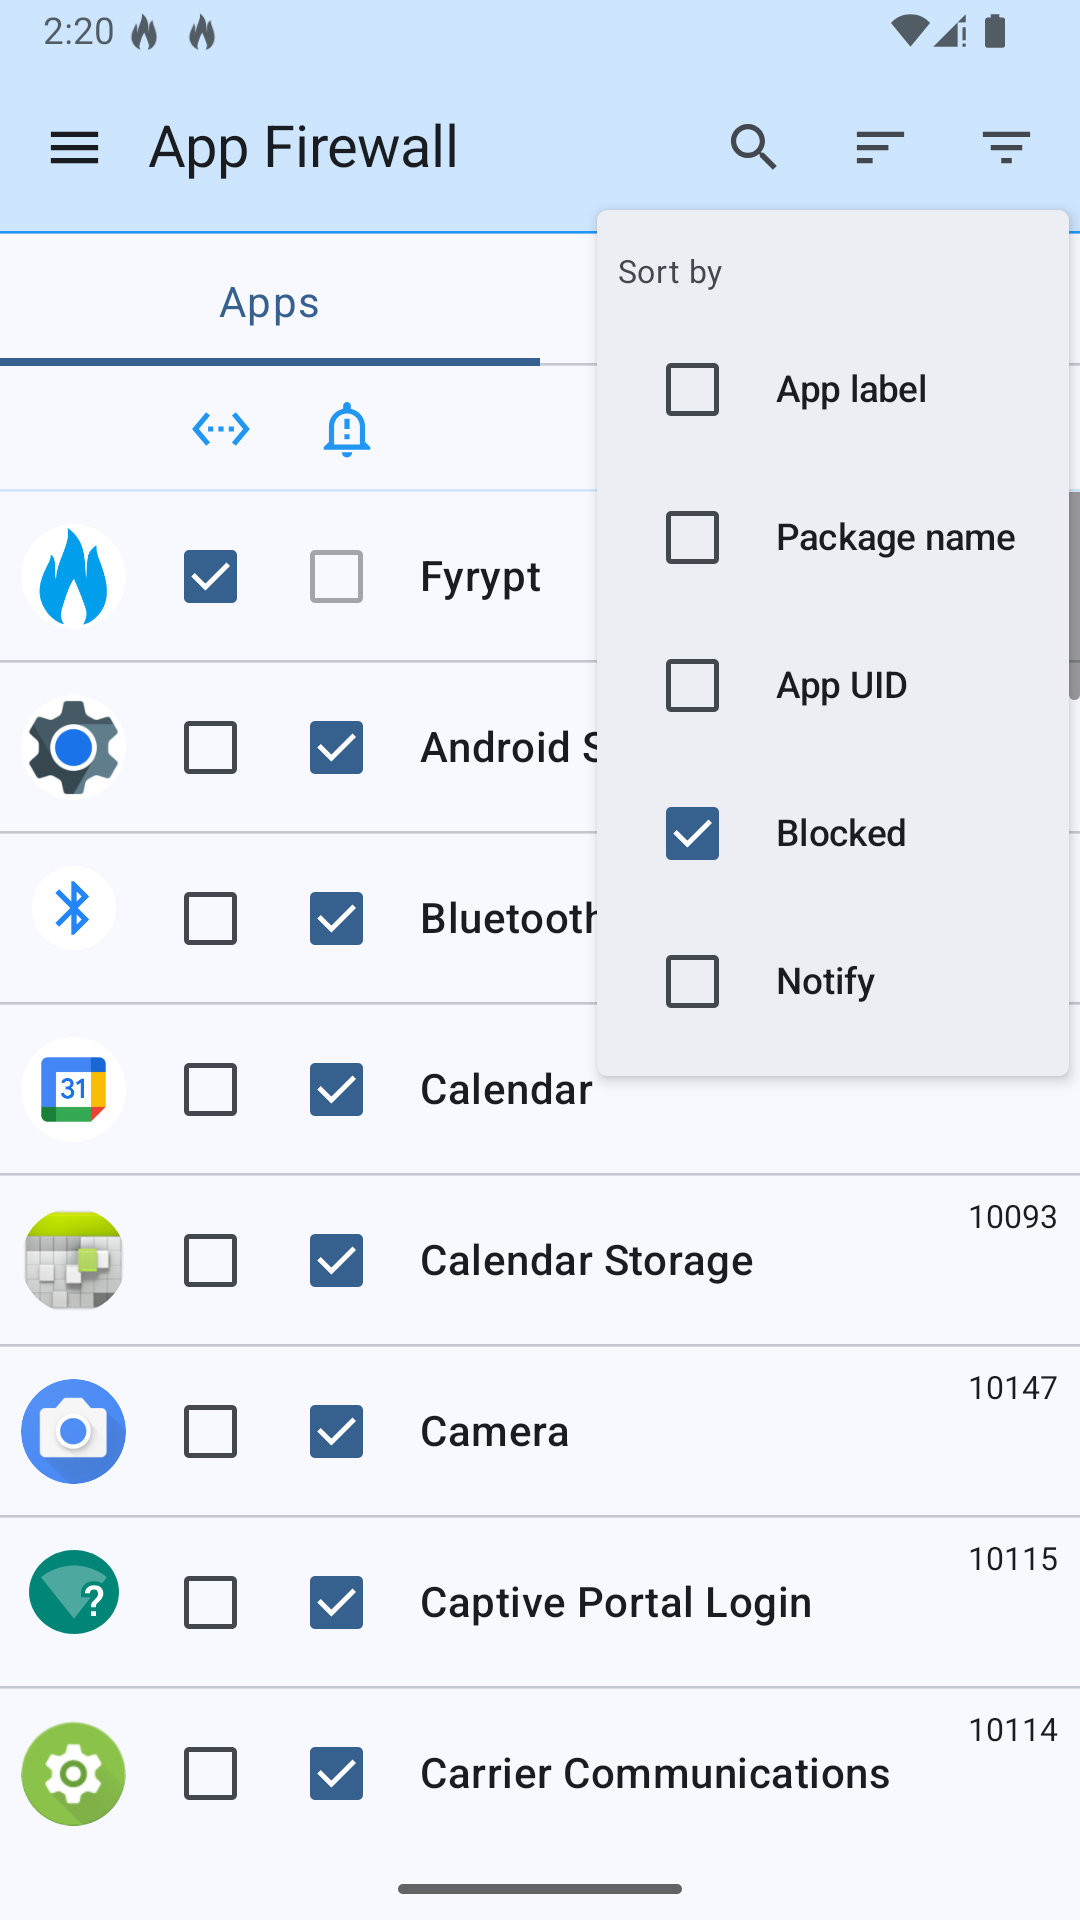 2:20
App Firewall
Sort by
Apps
App label
Package name
Fyrypt
App UID
Android S
Blocked
Bluetooth
Notify
31
Calendar
10093
Calendar Storage
10147
Camera
10115
?
Captive Portal Login
10114
Carrier Communications